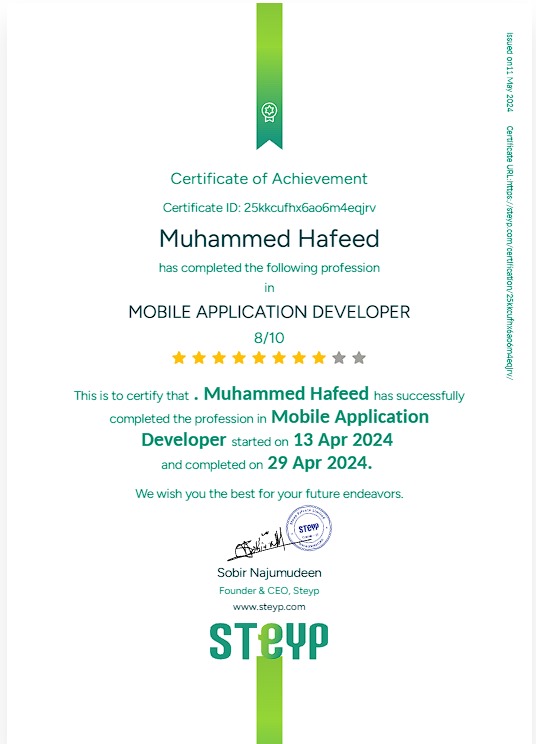 Certificate of Achievement
Certificate ID: 25kkcufhx6ao6m4eqjrv
Muhammed Hafeed
has completed the following profession
in
MOBILE APPLICATION DEVELOPER
8/10
This is to certify that . Muhammed Hafeed has successfully
completed the profession in Mobile Application
Developer started on 13 Apr 2024
and completed on 29 Apr 2024.
We wish you the best for your future endeavors.
STEYP
Sobir Najumudeen
Founder & CEO, Steyp
www.steyp.com
STEYP
Issued on11 May 2024 Certificate URL:https://steyp.com/certification/25kkcufhx6ao6m4eqjrv/